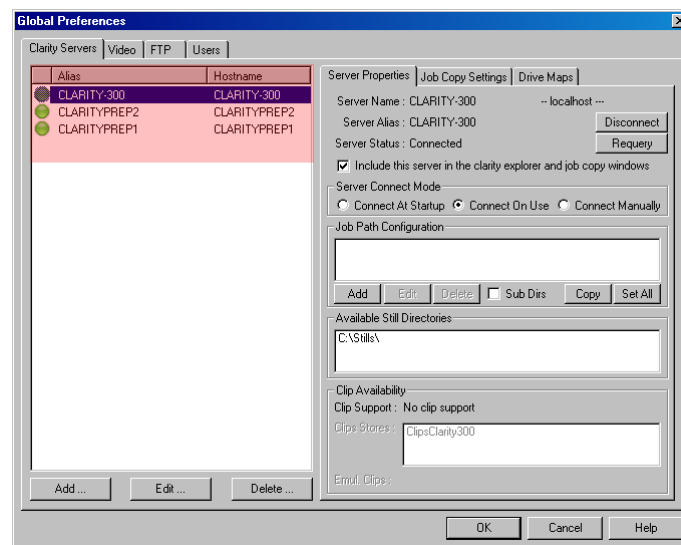 Global Preferences
Clarity Servers Video FTP Users
Alias Hostname
CLARITY-300 CLARITY-300
CLARITYPREP2 CLARITYPREP2
CLARITYPREP1 CLARITYPREP1
Add ... Edit ... Delete ...
Server Properties Job Copy Settings Drive Maps
Server Name : CLARITY-300 -- localhost ---
Server Alias : CLARITY-300 Disconnect
Server Status : Connected Requery
Include this server in the clarity explorer and job copy windows
Server Connect Mode
Connect At Startup Connect On Use Connect Manually
Job Path Configuration
Add Edit Delete Sub Dirs Copy Set All
Available Still Directories
C:\Stills\
Clip Availability
Clip Support : No clip support
Clips Stores : ClipsClarity300
Emul. Clips :
OK Cancel Help